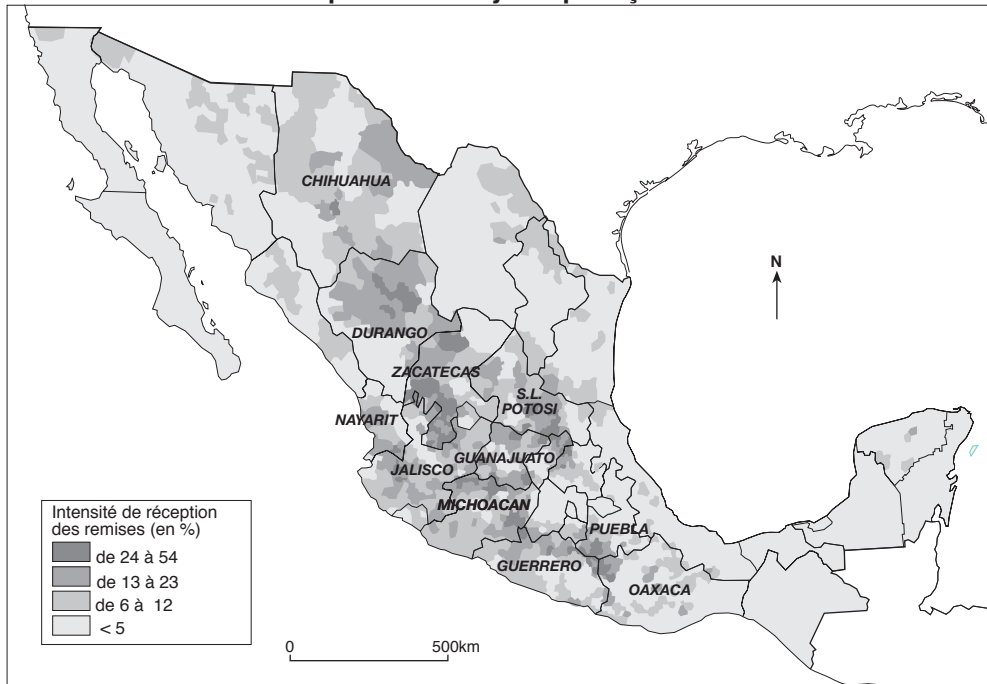 N
CHIHUAHUA
DURANGO
ZACATECAS
S.L.
POTOSI
NAYARIT
GUANAJUATO
JALISCO
MICHOACAN
PUEBLA
GUERRERO
OAXACA
Intensité de réception
des remises (en %)
de 24 à 54
de 13 à 23
de 6 à 12
< 5
0 500km